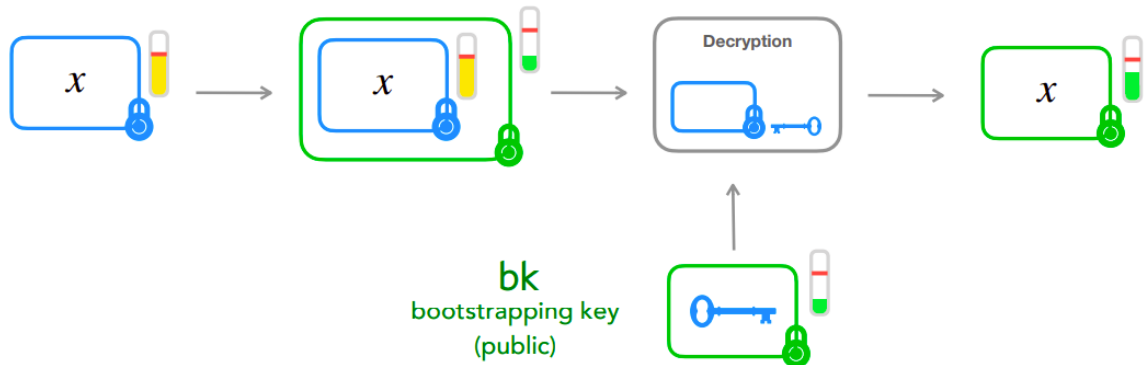 x
x
Decryption
x
bk
bootstrapping key
(public)